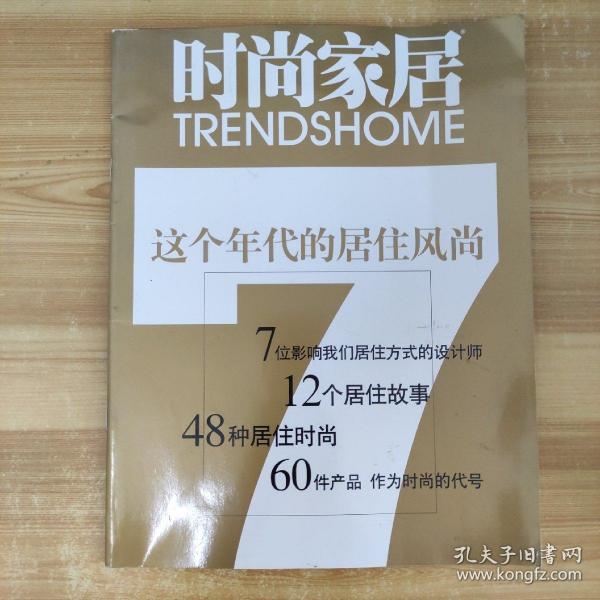 时尚家居®
TRENDSHOME
7
这个年代的居住风尚
7位影响我们居住方式的设计师
12个居住故事
48种居住时尚
60件产品 作为时尚的代号
孔夫子旧书网
www.kongfz.com